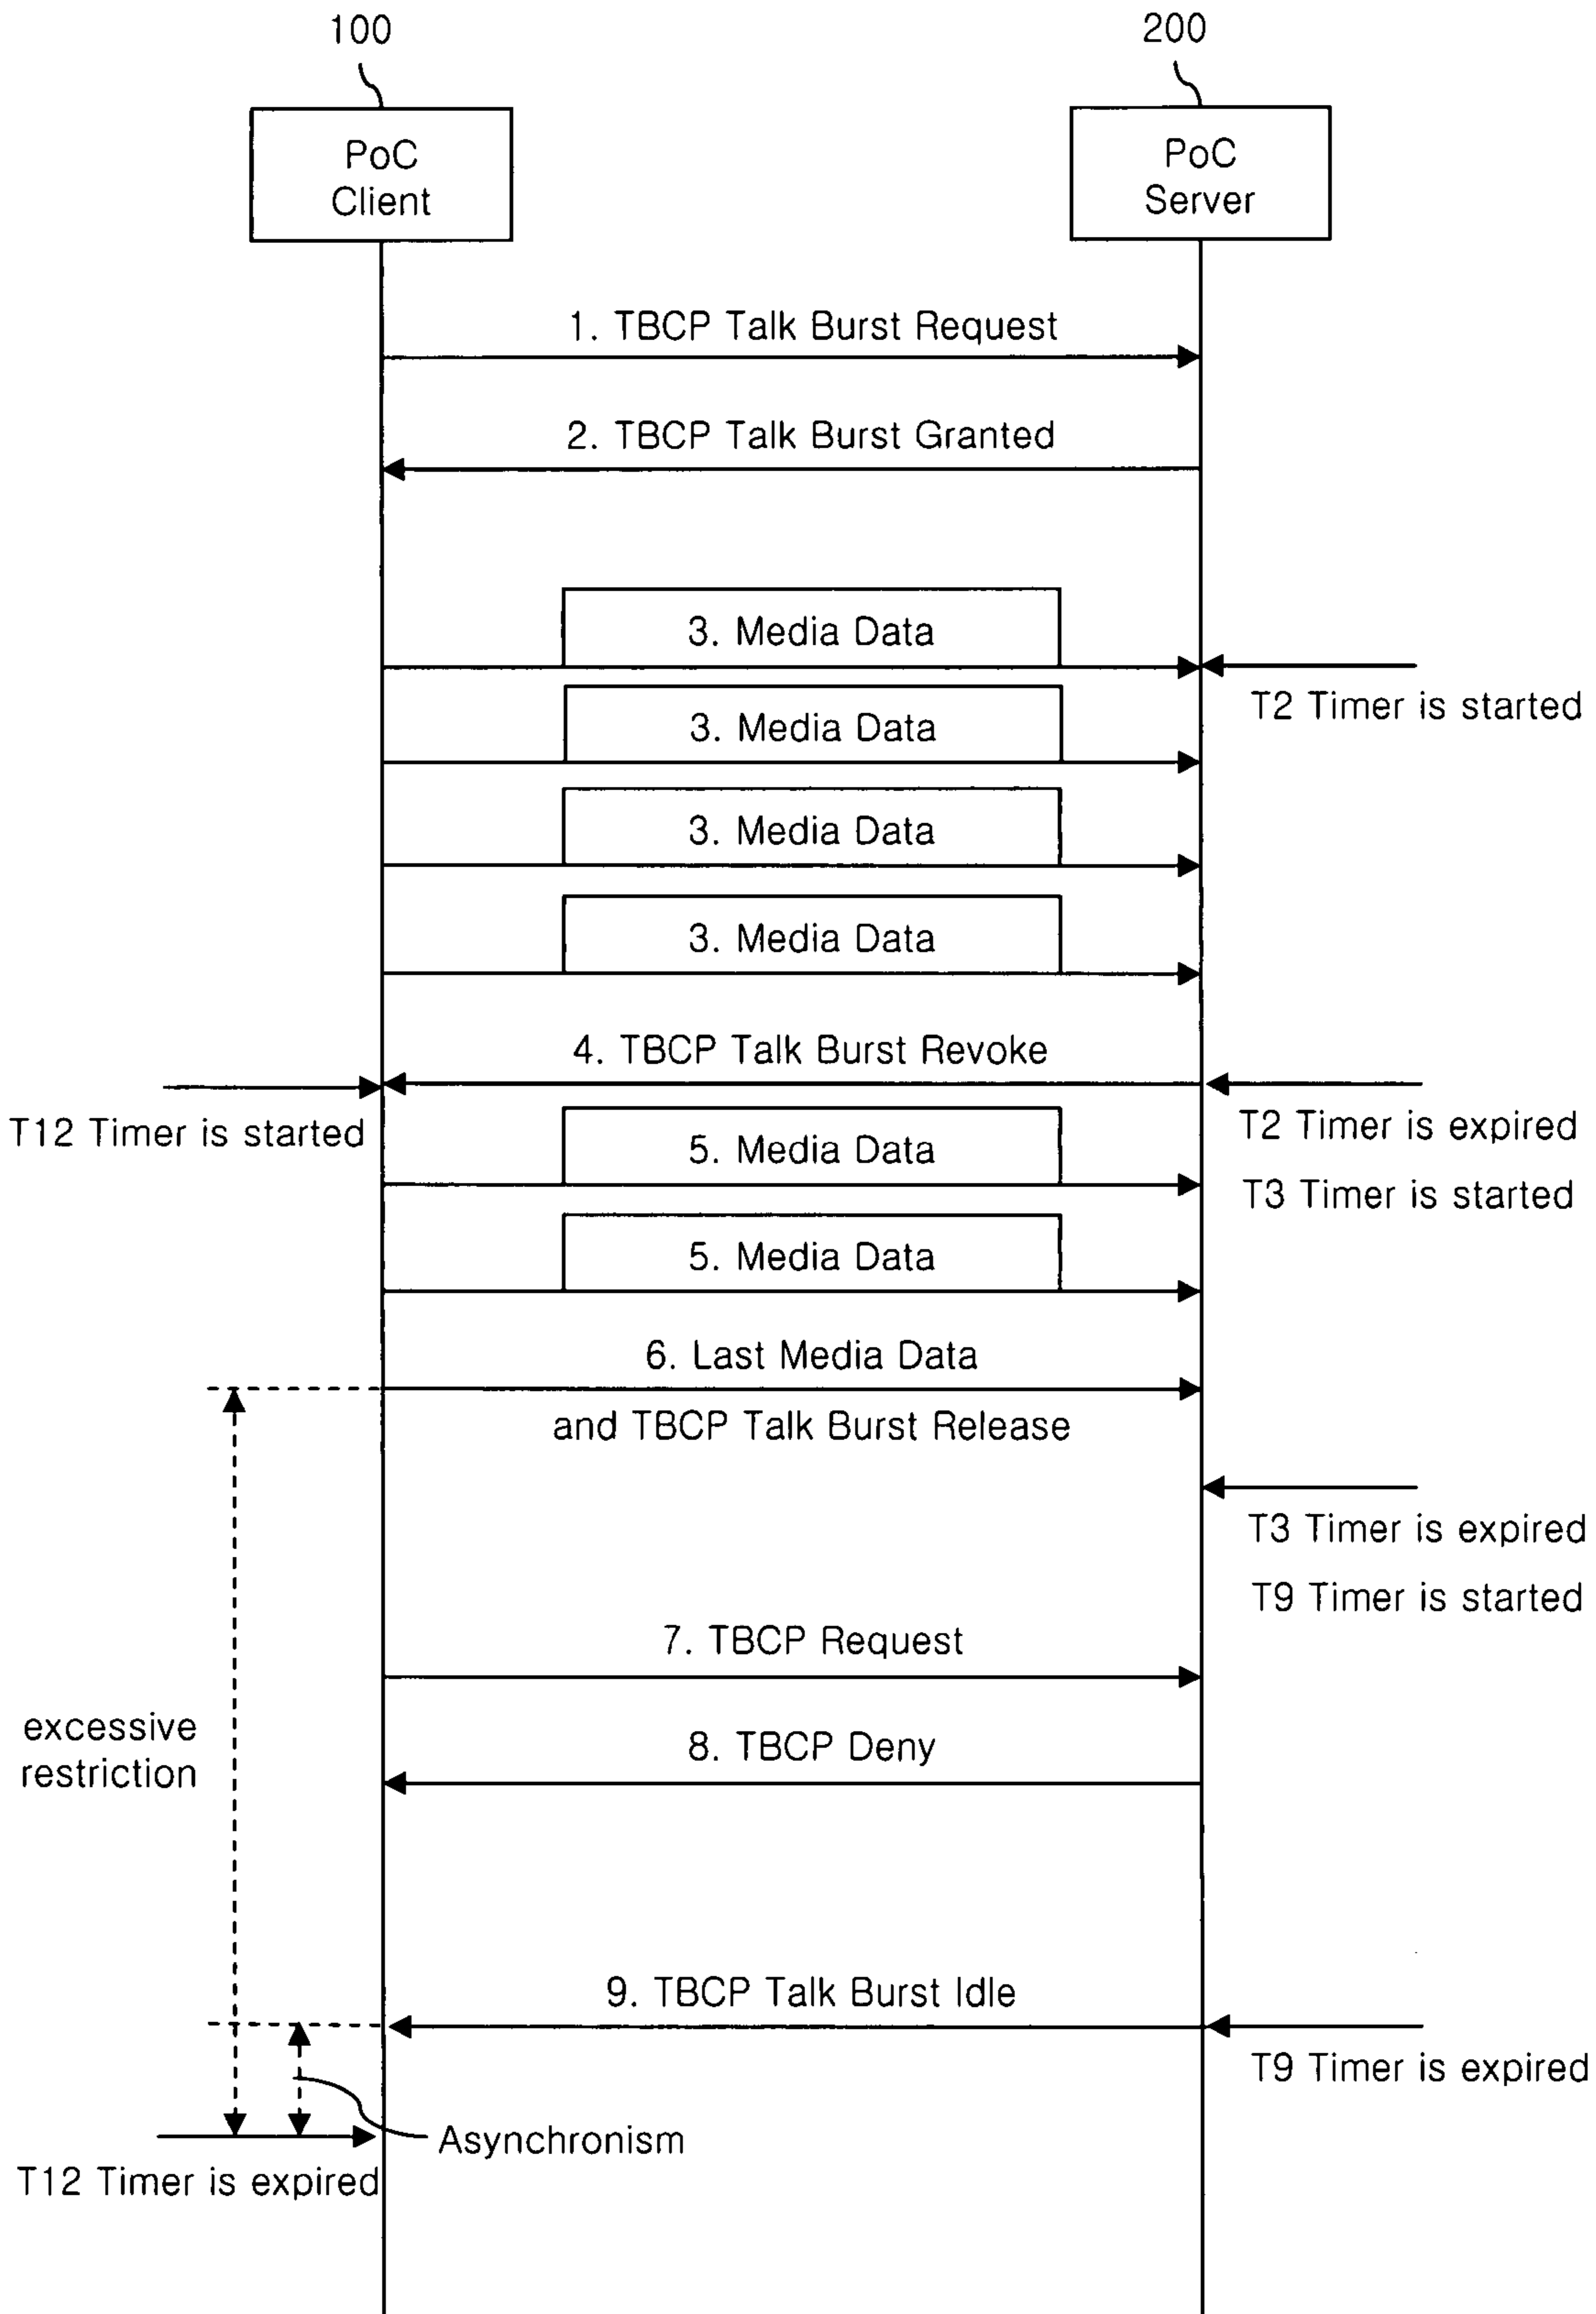 100
200
PoC
Client
PoC
Server
1. TBCP Talk Burst Request
2. TBCP Talk Burst Granted
3. Media Data
T2 Timer is started
3. Media Data
3. Media Data
3. Media Data
4. TBCP Talk Burst Revoke
T12 Timer is started
T2 Timer is expired
5. Media Data
T3 Timer is started
5. Media Data
6. Last Media Data
and TBCP Talk Burst Release
T3 Timer is expired
T9 Timer is started
7. TBCP Request
excessive
restriction
8. TBCP Deny
9. TBCP Talk Burst Idle
T9 Timer is expired
Asynchronism
T12 Timer is expired